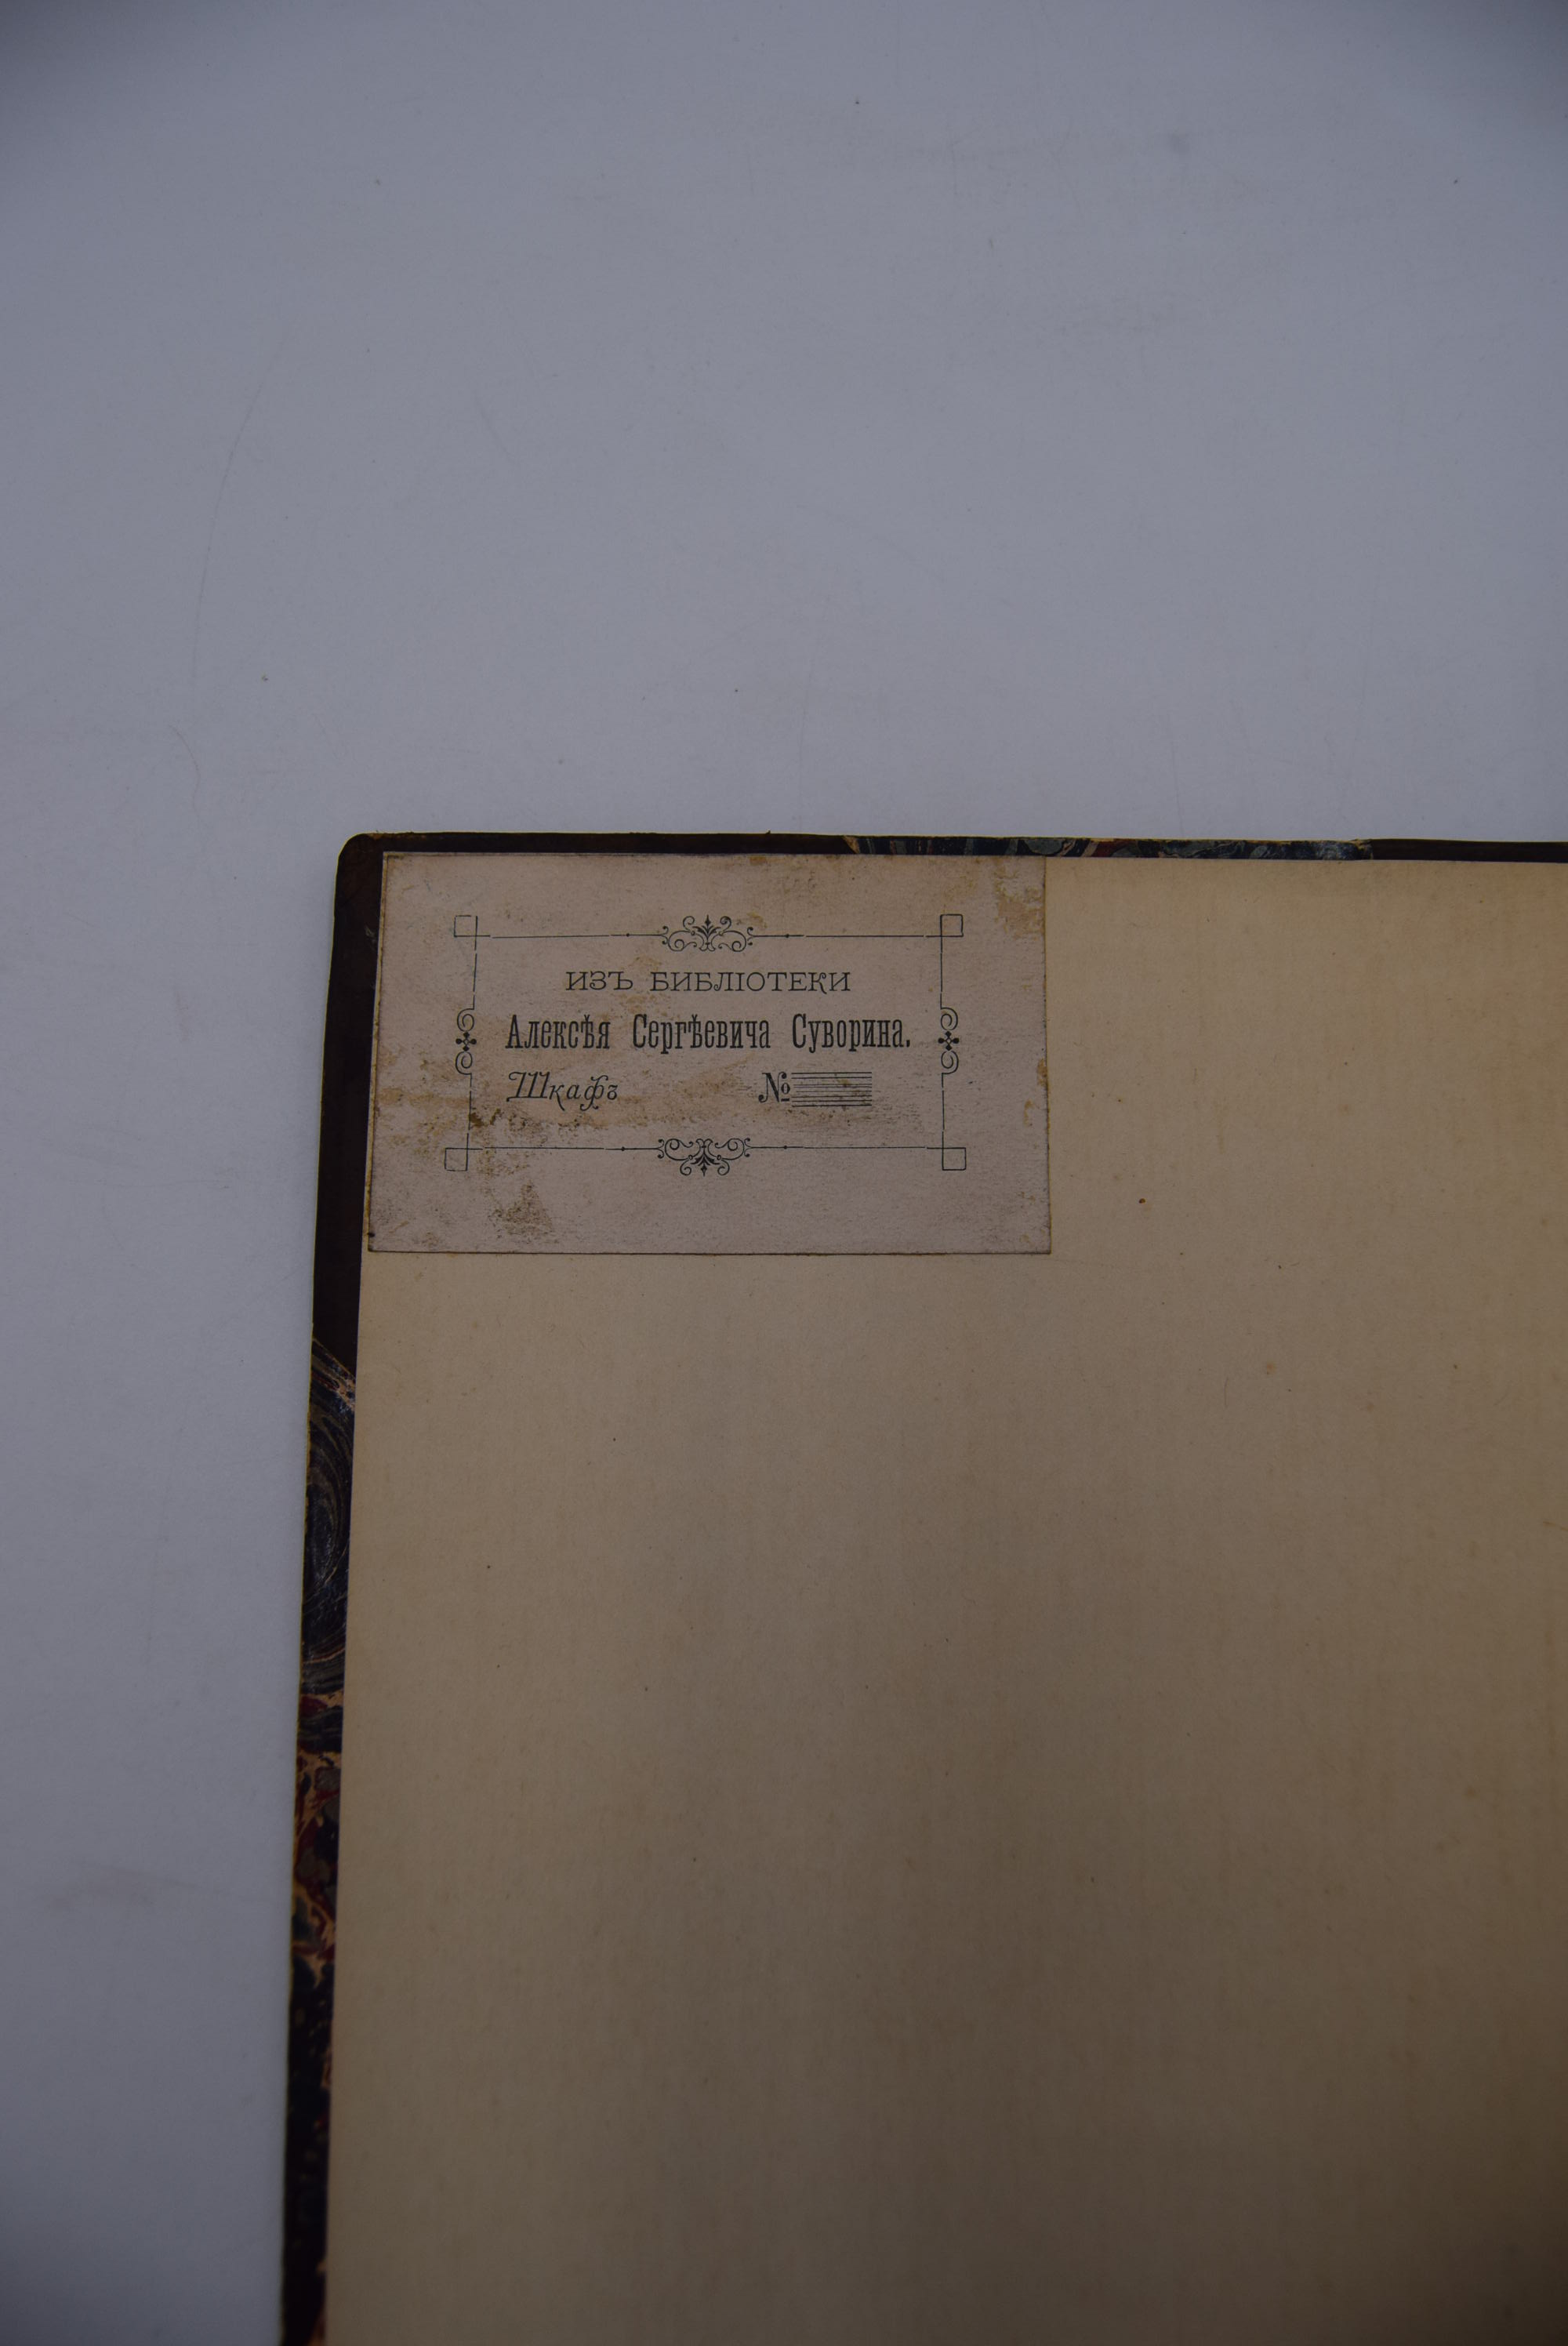 ИЗЪ БИБЛІОТЕКИ
Алексѣя Сергѣевича Суворина.
Шкафъ №